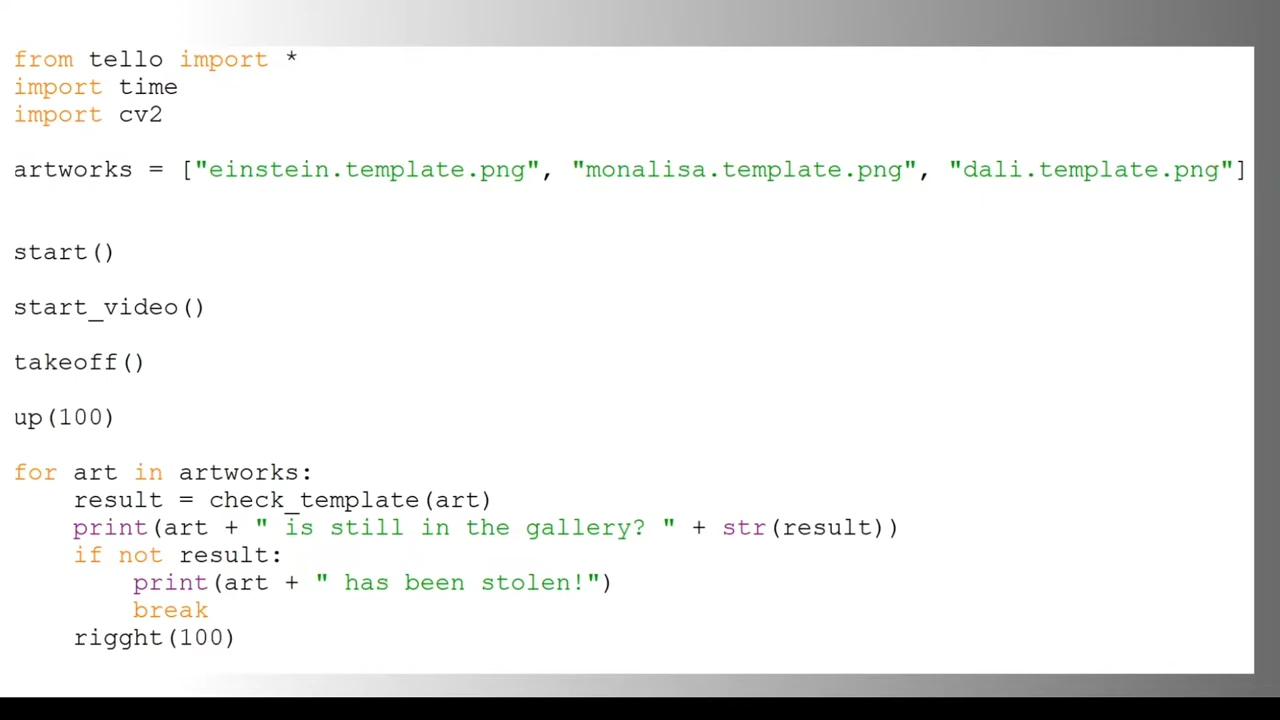 from tello import *
import time
import cv2
artworks = ["einstein.template.png", "monalisa.template.png", "dali.template.png"]
start()
start_video()
takeoff()
up(100)
for art in artworks:
    result = check_template(art)
    print(art + " is still in the gallery? " + str(result))
    if not result:
        print(art + " has been stolen!")
        break
    rigght(100)